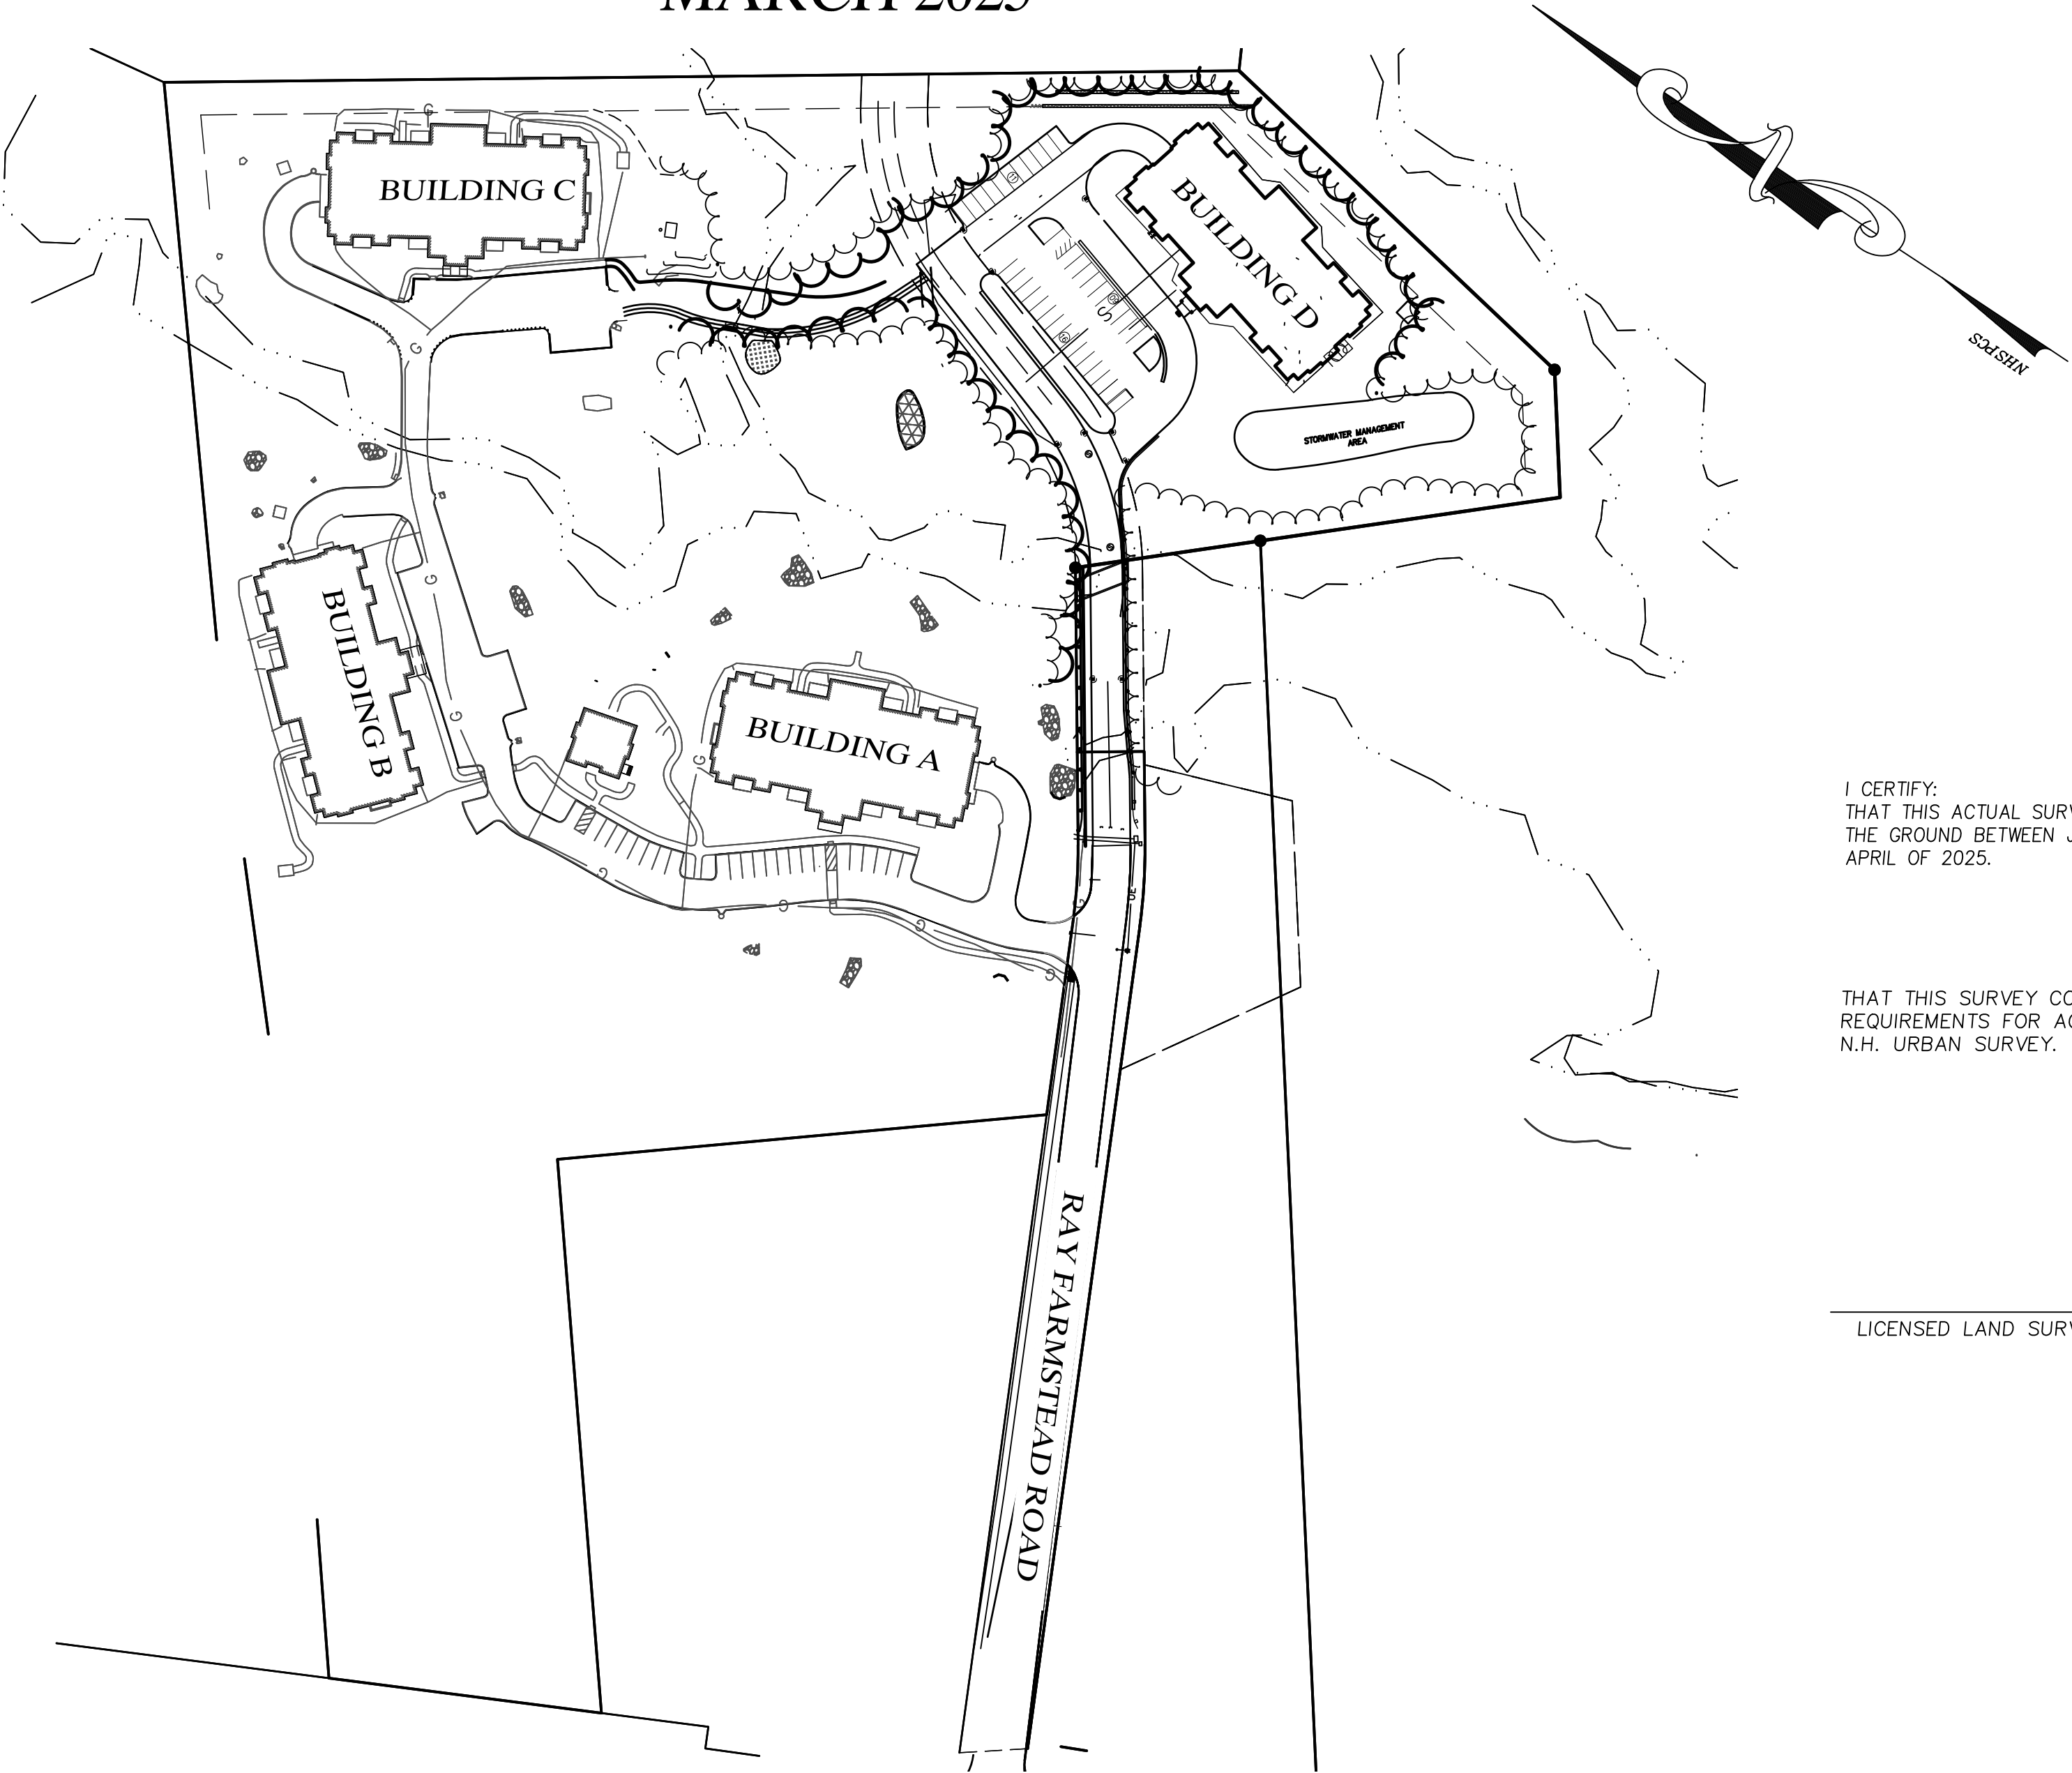 MARCH 2025
NHSPCS
BUILDING C
BUILDING D
11
S
STORMWATER MANAGEMENT
AREA
BUILDING B
BUILDING A
G
G
G
G
G
G
G
G
G
I CERTIFY:
THAT THIS ACTUAL SURV
THE GROUND BETWEEN J
APRIL OF 2025.
THAT THIS SURVEY CO
REQUIREMENTS FOR AC
N.H. URBAN SURVEY.
RAY FARMSTEAD ROAD
LICENSED LAND SURV